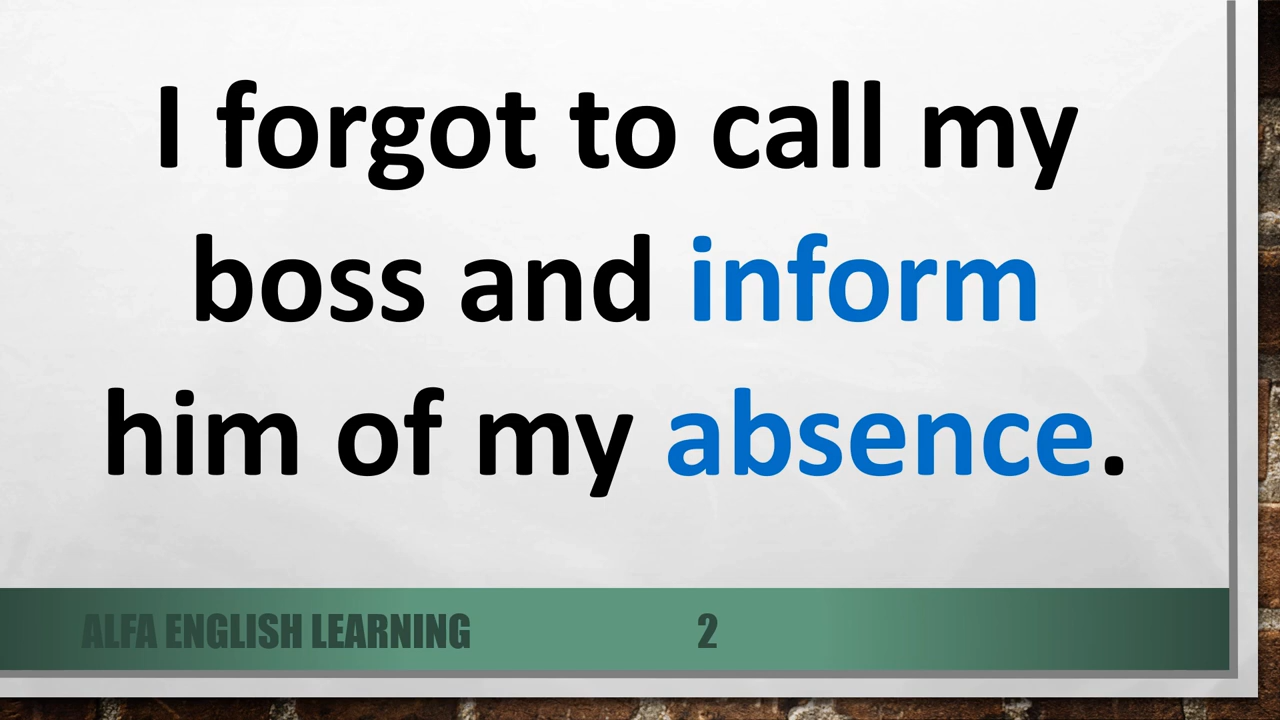 I forgot to call my
boss and inform
him of my absence.
ALFA ENGLISH LEARNING 2